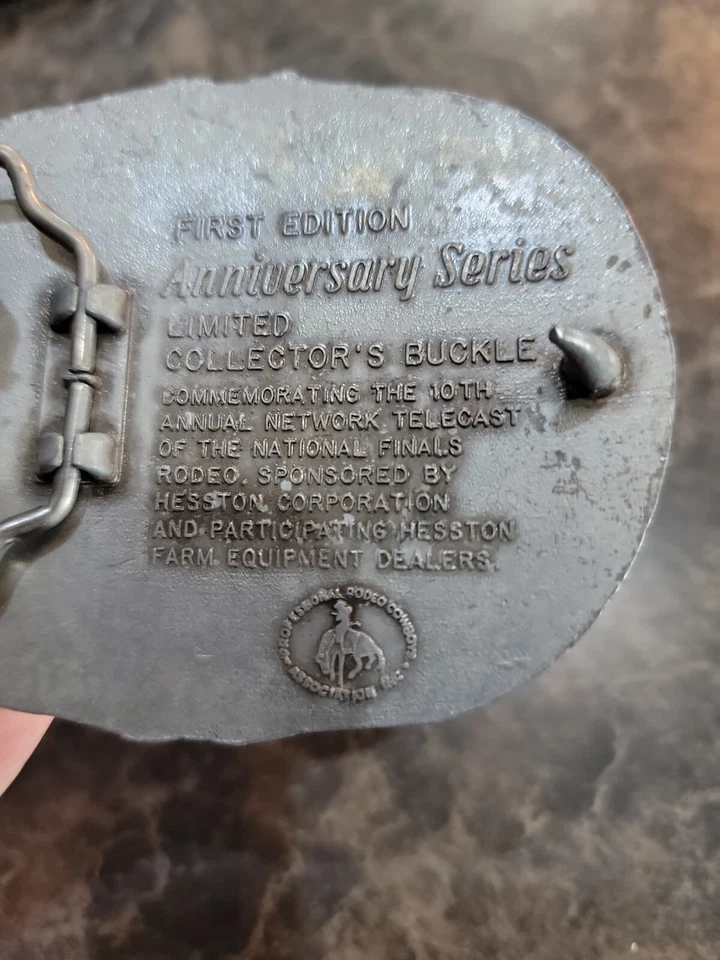 FIRST EDITION
Anniversary Series
LIMITED
COLLECTOR'S BUCKLE
COMMEMORATING THE 10TH
ANNUAL NETWORK TELECAST
OF THE NATIONAL FINALS
RODEO. SPONSORED BY
HESSTON CORPORATION
AND PARTICIPATING HESSTON
FARM EQUIPMENT DEALERS.
PROFESSIONAL RODEO COWBOYS
ASSOCIATION INC